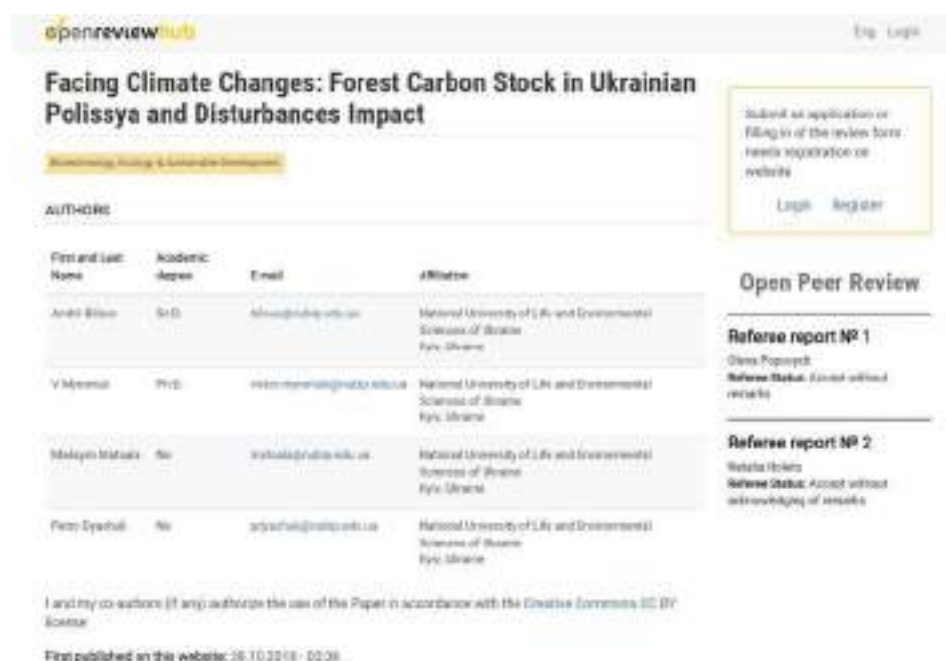 openreviewhub
Eng Login
Facing Climate Changes: Forest Carbon Stock in Ukrainian
Polissya and Disturbances Impact
Biotechnology, Ecology & Sustainable Development
AUTHORS
First and Last
Name
Academic
degree
E-mail
Affiliation
Sc.D.
National University of Life and Environmental
Sciences of Ukraine
Kyiv, Ukraine
Ph.D.
National University of Life and Environmental
Sciences of Ukraine
Kyiv, Ukraine
No
National University of Life and Environmental
Sciences of Ukraine
Kyiv, Ukraine
Petro
No
National University of Life and Environmental
Sciences of Ukraine
Kyiv, Ukraine
I and my co-authors (if any) authorize the use of the Paper in accordance with the Creative Commons CC BY
license
First published on this website:
Submit an application or
filling in of the review form
needs registration on
website
Login Register
Open Peer Review
Referee report № 1
Referee Status: Accept without
remarks
Referee report № 2
Referee Status: Accept without
acknowledging of remarks